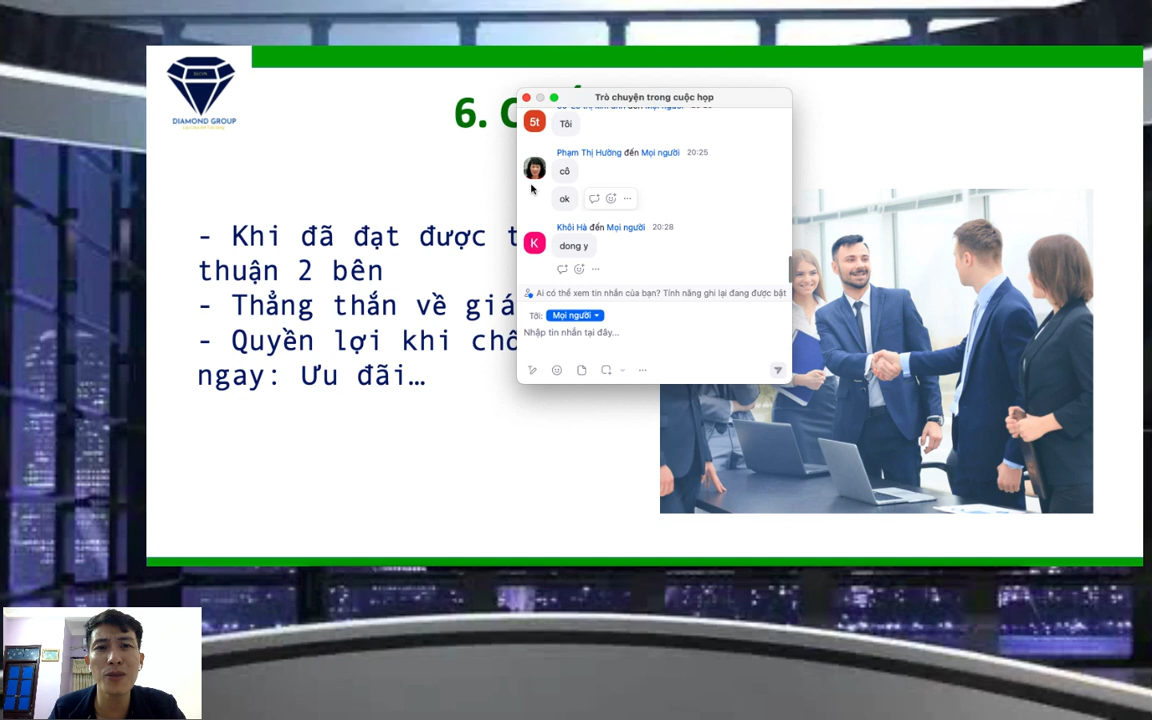 DIAMOND GROUP
6. C
- Khi đã đạt được t
thuận 2 bên
- Thẳng thắn về giá
- Quyền lợi khi chố
ngay: Ưu đãi…
Trò chuyện trong cuộc họp
5t
Tôi
Phạm Thị Hường đến Mọi người 20:25
cô
ok
Khôi Hà đến Mọi người 20:28
K
dong y
Ai có thể xem tin nhắn của bạn? Tính năng ghi lại đang được bật
Tới: Mọi người
Nhập tin nhắn tại đây...